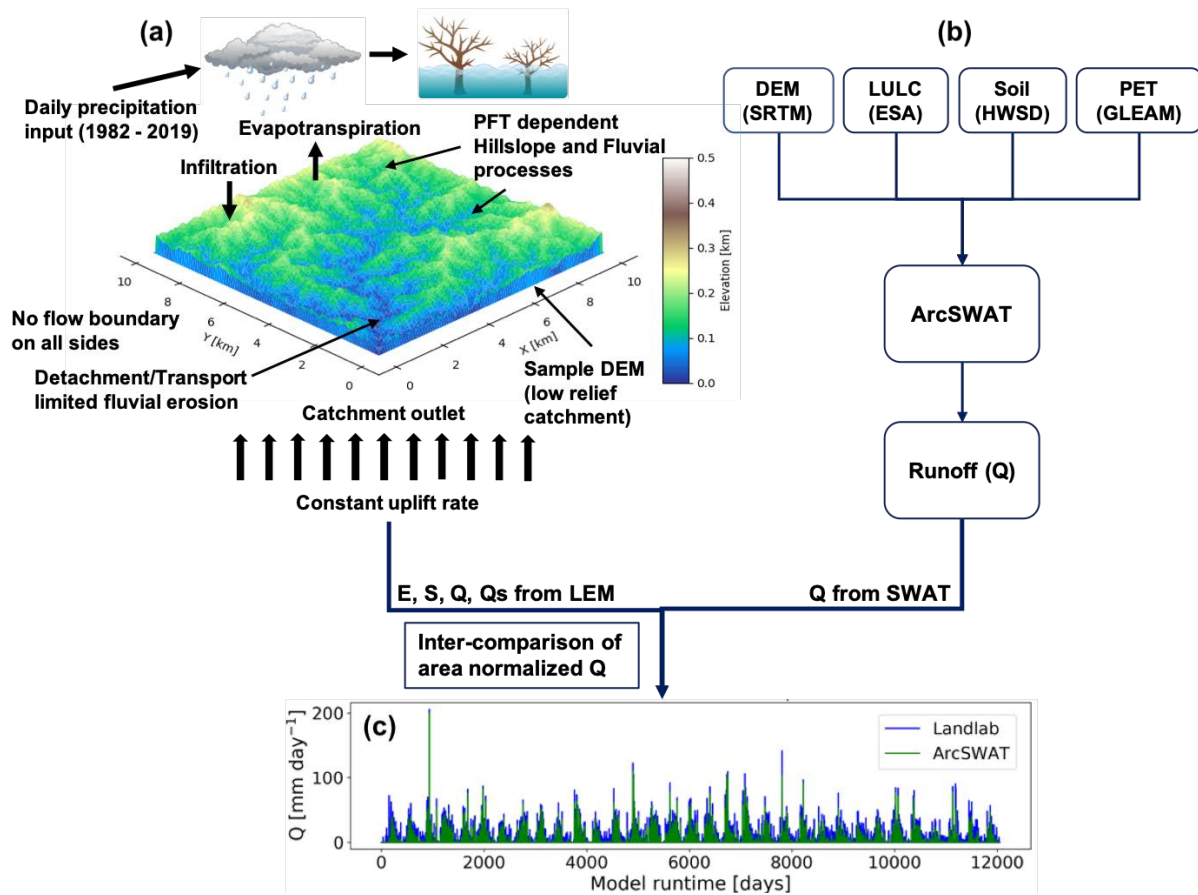 (a)
Daily precipitation
input (1982 - 2019)
Evapotranspiration
Infiltration
PFT dependent
Hillslope and Fluvial
processes
0.5
0.4
0.3
0.2
0.1
0.0
Elevation [km]
10
8
6
4
2
0
Y [km]
0
2
4
6
8
10
X [km]
No flow boundary
on all sides
Detachment/Transport
limited fluvial erosion
Sample DEM
(low relief
catchment)
Catchment outlet
Constant uplift rate
(b)
DEM
(SRTM)
LULC
(ESA)
Soil
(HWSD)
PET
(GLEAM)
ArcSWAT
Runoff (Q)
E, S, Q, Qs from LEM
Q from SWAT
Inter-comparison of
area normalized Q
(c)
Landlab
ArcSWAT
200
100
0
Q [mm day⁻¹]
0
2000
4000
6000
8000
10000
12000
Model runtime [days]